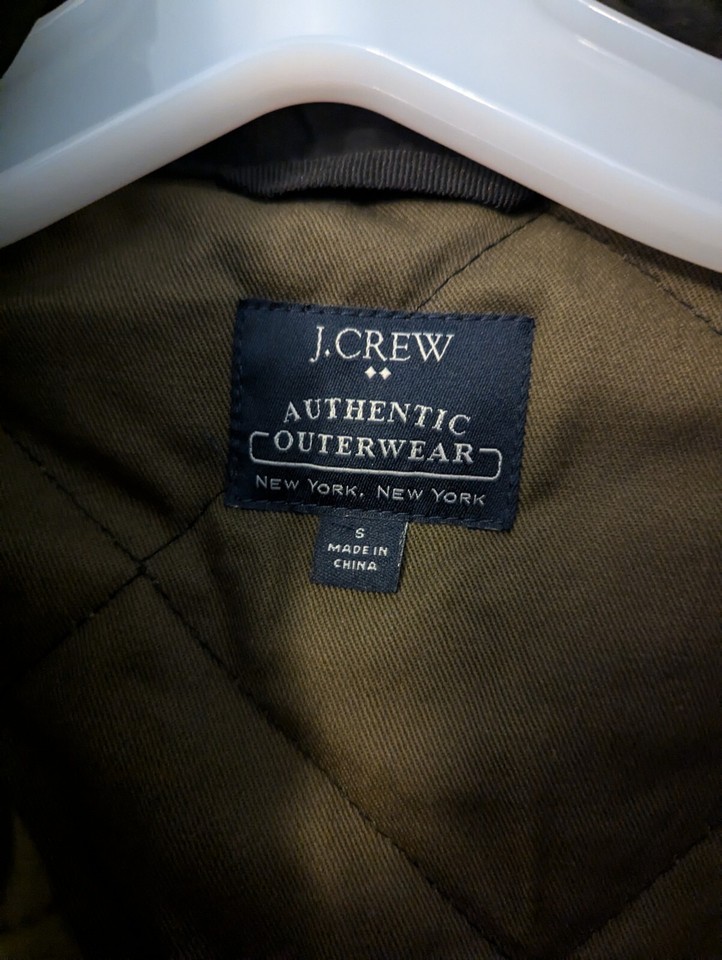 J.CREW
AUTHENTIC
OUTERWEAR
NEW YORK, NEW YORK
S
MADE IN
CHINA